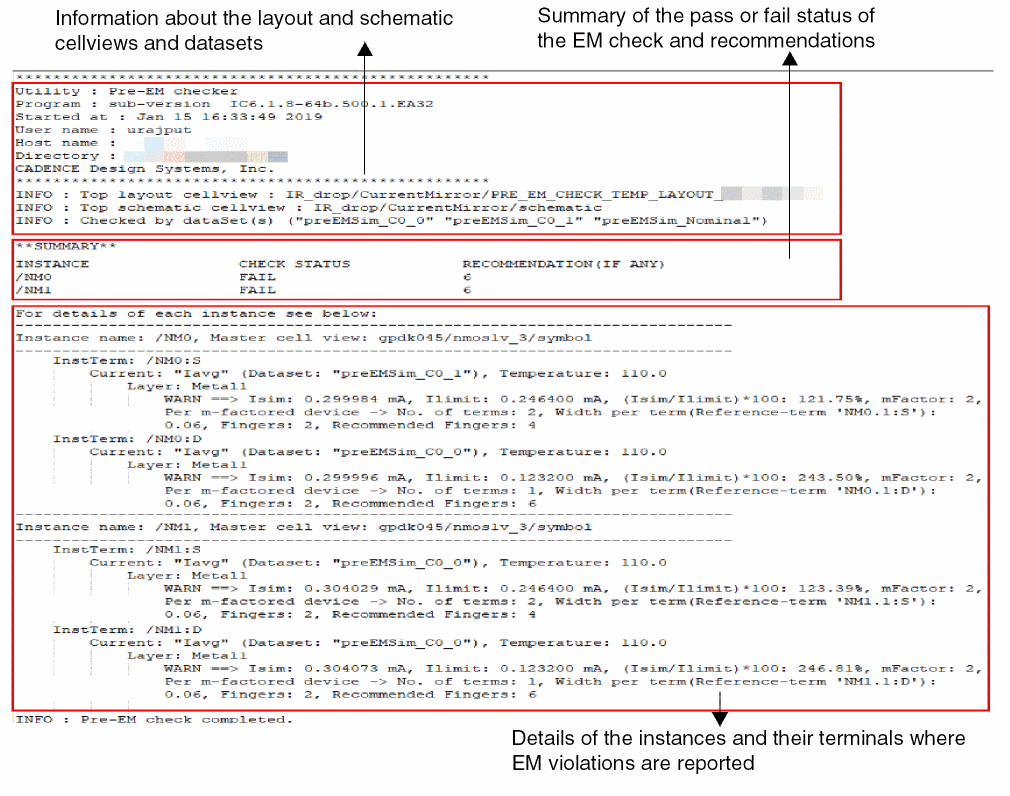 Information about the layout and schematic
cellviews and datasets
Summary of the pass or fail status of
the EM check and recommendations
****************************************************
Utility : Pre-EM checker
Program : sub-version  IC6.1.8-64b.500.1.EA32
Started at : Jan 15 16:33:49 2019
User name : urajput
Host name :
Directory :
CADENCE Design Systems, Inc.
****************************************************
INFO : Top layout cellview : IR_drop/CurrentMirror/PRE_EM_CHECK_TEMP_LAYOUT_
INFO : Top schematic cellview : IR_drop/CurrentMirror/schematic
INFO : Checked by dataSet(s) ("preEMSim_C0_0" "preEMSim_C0_1" "preEMSim_Nominal")
**SUMMARY**
INSTANCE CHECK STATUS RECOMMENDATION(IF ANY)
/NM0 FAIL 6
/NM1 FAIL 6
For details of each instance see below:
------------------------------------------------------------------------------
Instance name: /NM0, Master cell view: gpdk045/nmos1v_3/symbol
------------------------------------------------------------------------------
InstTerm: /NM0:S
Current: "Iavg" (Dataset: "preEMSim_C0_1"), Temperature: 110.0
Layer: Metal1
WARN ==> Isim: 0.299984 mA, Ilimit: 0.246400 mA, (Isim/Ilimit)*100: 121.75%, mFactor: 2,
Per m-factored device -> No. of terms: 2, Width per term(Reference-term 'NM0.1:S'):
0.06, Fingers: 2, Recommended Fingers: 4
InstTerm: /NM0:D
Current: "Iavg" (Dataset: "preEMSim_C0_0"), Temperature: 110.0
Layer: Metal1
WARN ==> Isim: 0.299996 mA, Ilimit: 0.123200 mA, (Isim/Ilimit)*100: 243.50%, mFactor: 2,
Per m-factored device -> No. of terms: 1, Width per term(Reference-term 'NM0.1:D'):
0.06, Fingers: 2, Recommended Fingers: 6
------------------------------------------------------------------------------
Instance name: /NM1, Master cell view: gpdk045/nmos1v_3/symbol
------------------------------------------------------------------------------
InstTerm: /NM1:S
Current: "Iavg" (Dataset: "preEMSim_C0_0"), Temperature: 110.0
Layer: Metal1
WARN ==> Isim: 0.304029 mA, Ilimit: 0.246400 mA, (Isim/Ilimit)*100: 123.39%, mFactor: 2,
Per m-factored device -> No. of terms: 2, Width per term(Reference-term 'NM1.1:S'):
0.06, Fingers: 2, Recommended Fingers: 4
InstTerm: /NM1:D
Current: "Iavg" (Dataset: "preEMSim_C0_0"), Temperature: 110.0
Layer: Metal1
WARN ==> Isim: 0.304073 mA, Ilimit: 0.123200 mA, (Isim/Ilimit)*100: 246.81%, mFactor: 2,
Per m-factored device -> No. of terms: 1, Width per term(Reference-term 'NM1.1:D'):
0.06, Fingers: 2, Recommended Fingers: 6
INFO : Pre-EM check completed.
Details of the instances and their terminals where
EM violations are reported